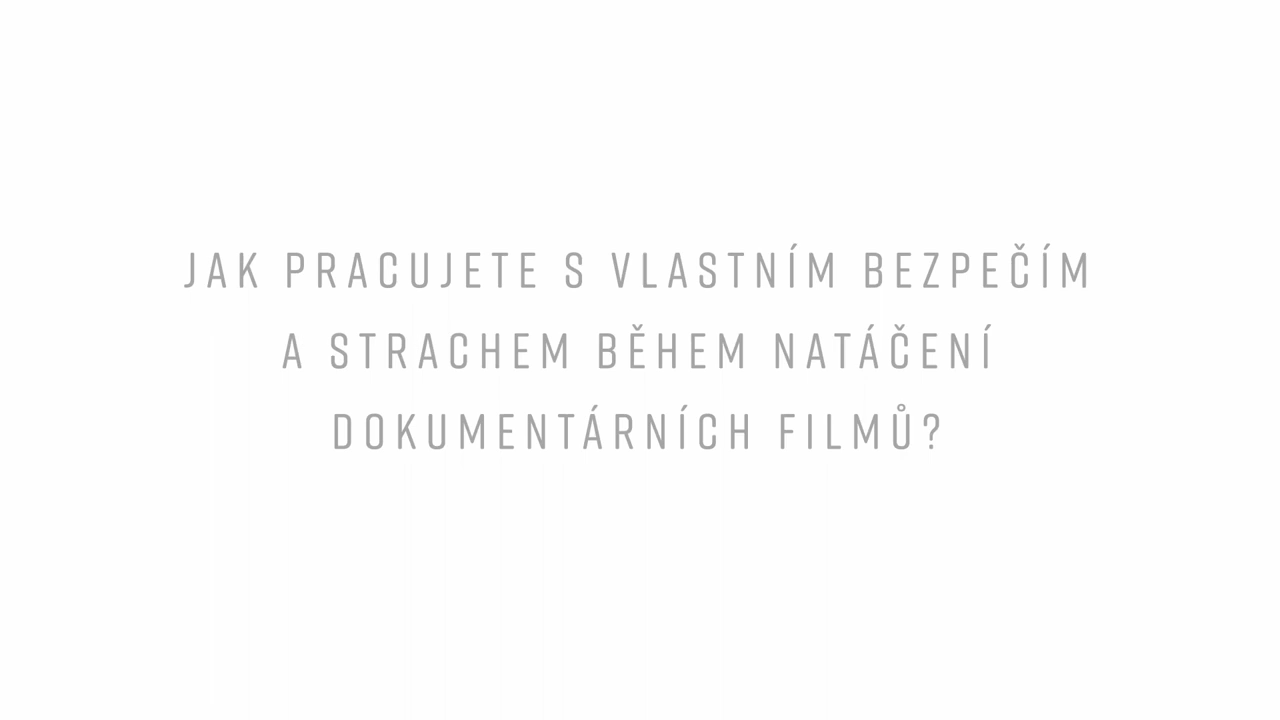 JAK PRACUJETE S VLASTNÍM BEZPEČÍM
A STRACHEM BĚHEM NATÁČENÍ
DOKUMENTÁRNÍCH FILMŮ?